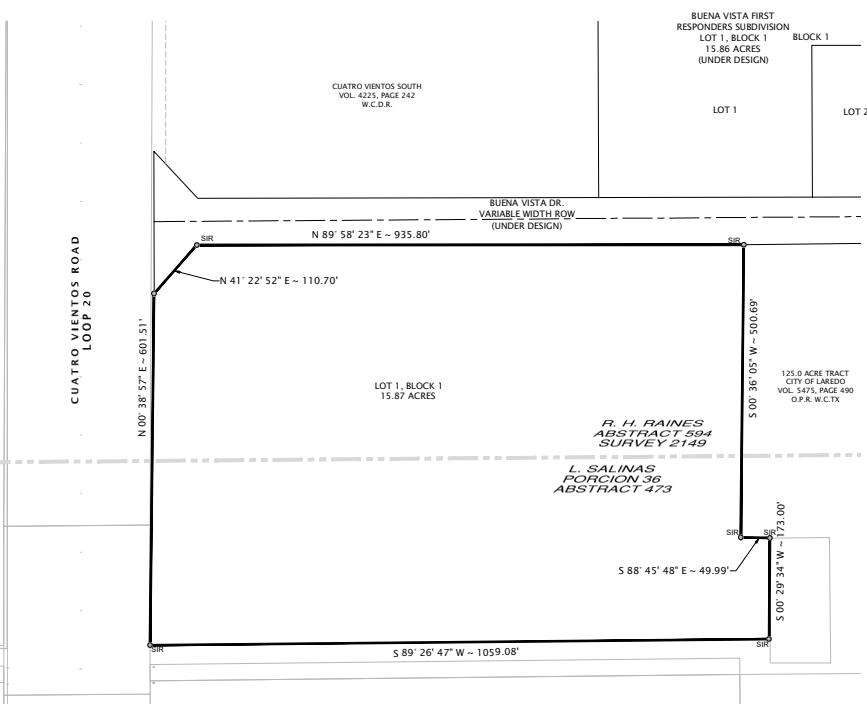 BUENA VISTA FIRST
RESPONDERS SUBDIVISION
LOT 1, BLOCK 1
15.86 ACRES
(UNDER DESIGN)
BLOCK 1
CUATRO VIENTOS SOUTH
VOL. 4225, PAGE 242
W.C.D.R.
LOT 1
LOT 2
BUENA VISTA DR.
VARIABLE WIDTH ROW
(UNDER DESIGN)
SIR
N 89° 58' 23" E ~ 935.80'
SIR
N 41° 22' 52" E ~ 110.70'
CUATRO VIENTOS ROAD
LOOP 20
N 00° 38' 57" E ~ 601.51'
S 00° 36' 05" W ~ 500.69'
LOT 1, BLOCK 1
15.87 ACRES
125.0 ACRE TRACT
CITY OF LAREDO
VOL. 5475, PAGE 490
O.P.R. W.C.TX
R. H. RAINES
ABSTRACT 594
SURVEY 2149
L. SALINAS
PORCION 36
ABSTRACT 473
SIR
SIR
S 88° 45' 48" E ~ 49.99'
S 00° 29' 34" W ~ 173.00'
SIR
S 89° 26' 47" W ~ 1059.08'
SIR